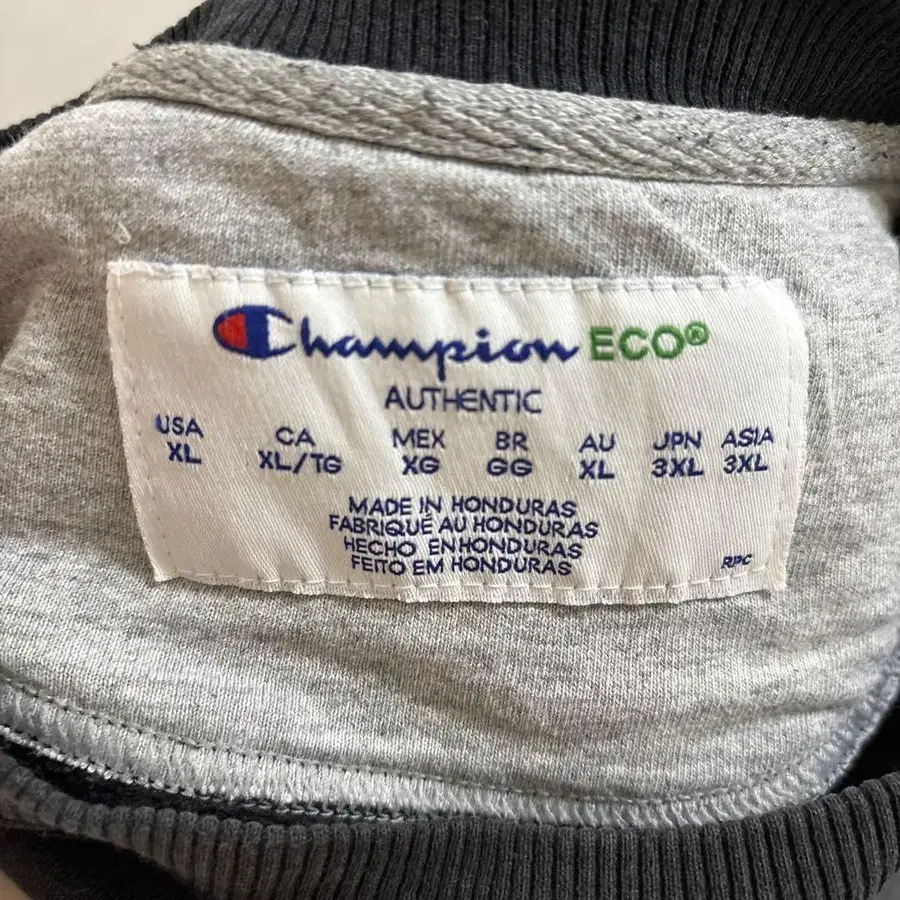 Champion ECO®
AUTHENTIC
USA CA MEX BR AU JPN ASIA
XL XL/TG XG GG XL 3XL 3XL
MADE IN HONDURAS
FABRIQUÉ AU HONDURAS
HECHO EN HONDURAS
FEITO EM HONDURAS
RPC